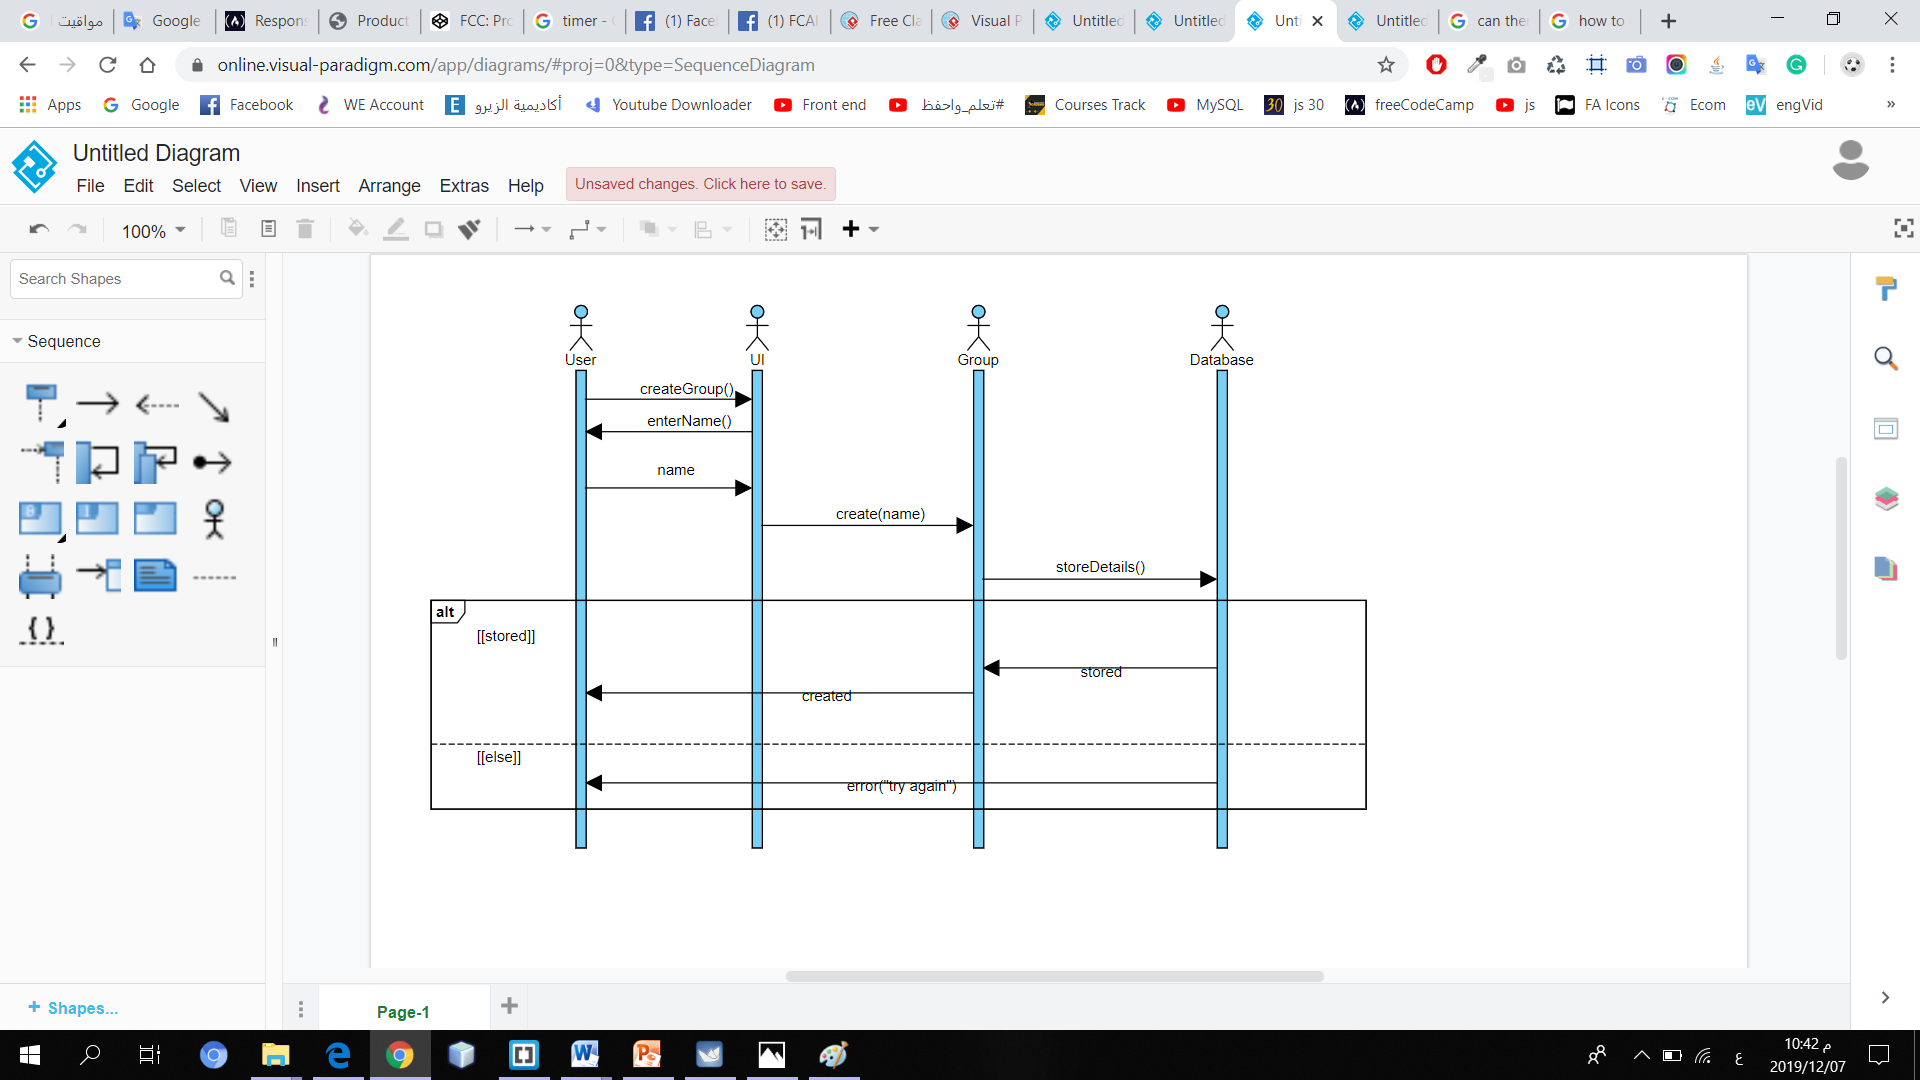 مواقيت ا
Google
Respons
Product
FCC: Pro
timer - G
(1) Face
(1) FCAI
Free Cla
Visual P
Untitled
Untitled
Unti
Untitled
can the
how to
online.visual-paradigm.com/app/diagrams/#proj=0&type=SequenceDiagram
Apps
Google
Facebook
WE Account
أكاديمية الزيرو
Youtube Downloader
Front end
#تعلم_واحفظ
Courses Track
MySQL
30 js 30
freeCodeCamp
js
FA Icons
Ecom
eV engVid
»
Untitled Diagram
File Edit Select View Insert Arrange Extras Help
Unsaved changes. Click here to save.
100%
Search Shapes
Sequence
User
UI
Group
Database
createGroup()
enterName()
name
create(name)
storeDetails()
alt
[[stored]]
stored
created
[[else]]
error("try again")
+ Shapes...
Page-1
ع
10:42 م
2019/12/07